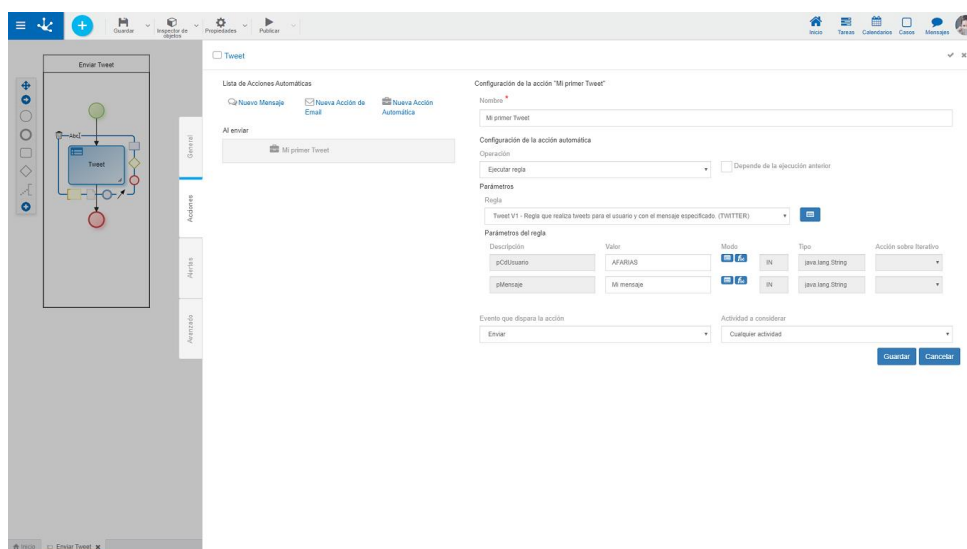 Guardar
Inspector de objetos
Propiedades
Publicar
Inicio
Tareas
Calendarios
Casos
Mensajes
Enviar Tweet
Tweet
General
Acciones
Alertas
Avanzado
Tweet
Lista de Acciones Automáticas
Nuevo Mensaje
Nueva Acción de Email
Nueva Acción Automática
Al enviar
Mi primer Tweet
Configuración de la acción "Mi primer Tweet"
Nombre *
Mi primer Tweet
Configuración de la acción automática
Operación
Ejecutar regla
Depende de la ejecución anterior
Parámetros
Regla
Tweet V1 - Regla que realiza tweets para el usuario y con el mensaje especificado. (TWITTER)
Parámetros del regla
Descripción Valor Modo Tipo Acción sobre Iterativo
pCdUsuario AFARIAS IN java.lang.String
pMensaje Mi mensaje IN java.lang.String
Evento que dispara la acción
Enviar
Actividad a considerar
Cualquier actividad
Guardar
Cancelar
Inicio
Enviar Tweet